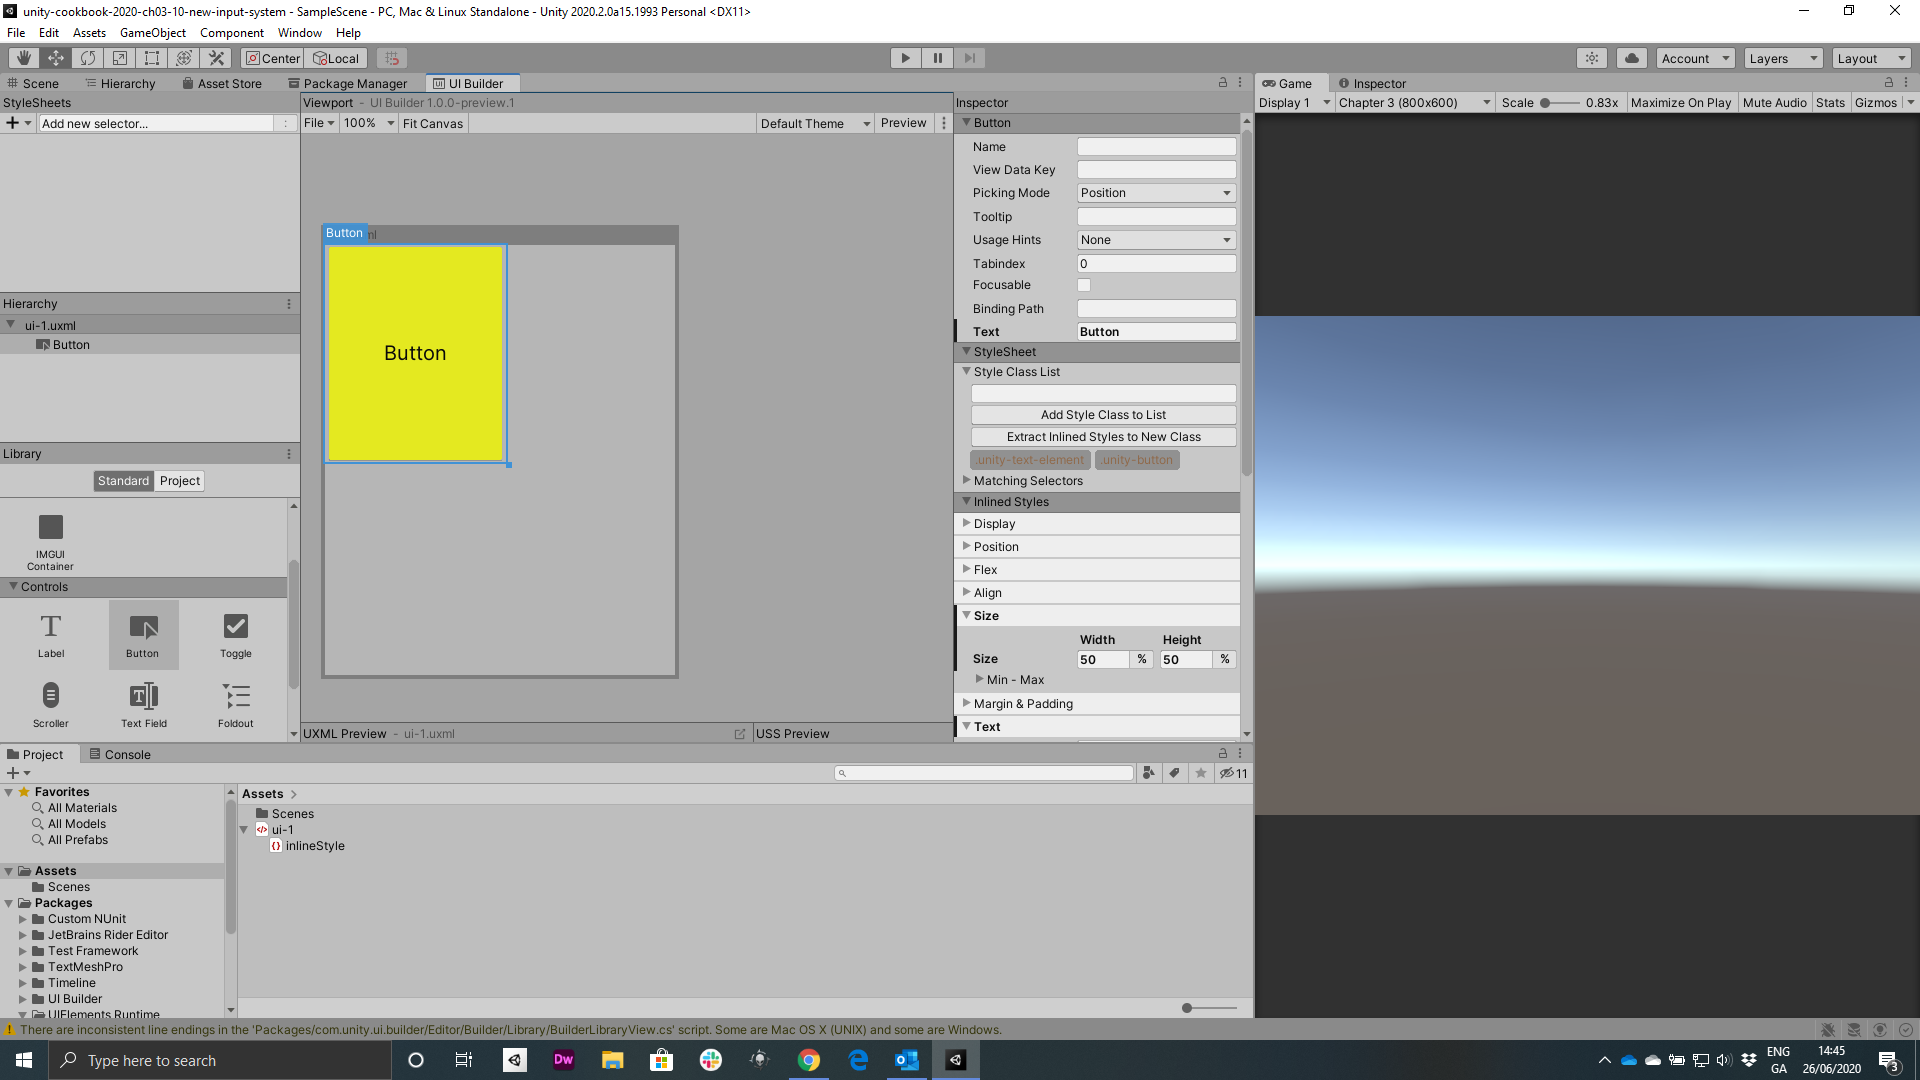 unity-cookbook-2020-ch03-10-new-input-system - SampleScene - PC, Mac & Linux Standalone - Unity 2020.2.0a15.1993 Personal <DX11>
File Edit Assets GameObject Component Window Help
Center Local Account Layers Layout
Scene Hierarchy Asset Store Package Manager UI Builder
StyleSheets
Add new selector...
Viewport - UI Builder 1.0.0-preview.1
File 100% Fit Canvas Default Theme Preview
Button
Button
Hierarchy
ui-1.uxml
Button
Library
Standard Project
IMGUI
Container
Controls
Label Button Toggle
Scroller Text Field Foldout
UXML Preview - ui-1.uxml USS Preview
Inspector
Button
Name
View Data Key
Picking Mode Position
Tooltip
Usage Hints None
Tabindex 0
Focusable
Binding Path
Text Button
StyleSheet
Style Class List
Add Style Class to List
Extract Inlined Styles to New Class
.unity-text-element .unity-button
Matching Selectors
Inlined Styles
Display
Position
Flex
Align
Size
Width Height
Size 50 % 50 %
Min - Max
Margin & Padding
Text
Game Inspector
Display 1 Chapter 3 (800x600) Scale 0.83x Maximize On Play Mute Audio Stats Gizmos
Project Console
11
Favorites
All Materials
All Models
All Prefabs
Assets
Scenes
Packages
Custom NUnit
JetBrains Rider Editor
Test Framework
TextMeshPro
Timeline
UI Builder
UIElements Runtime
Assets
Scenes
ui-1
inlineStyle
There are inconsistent line endings in the 'Packages/com.unity.ui.builder/Editor/Builder/Library/BuilderLibraryView.cs' script. Some are Mac OS X (UNIX) and some are Windows.
Type here to search
Dw
ENG
GA
14:45
26/06/2020
3